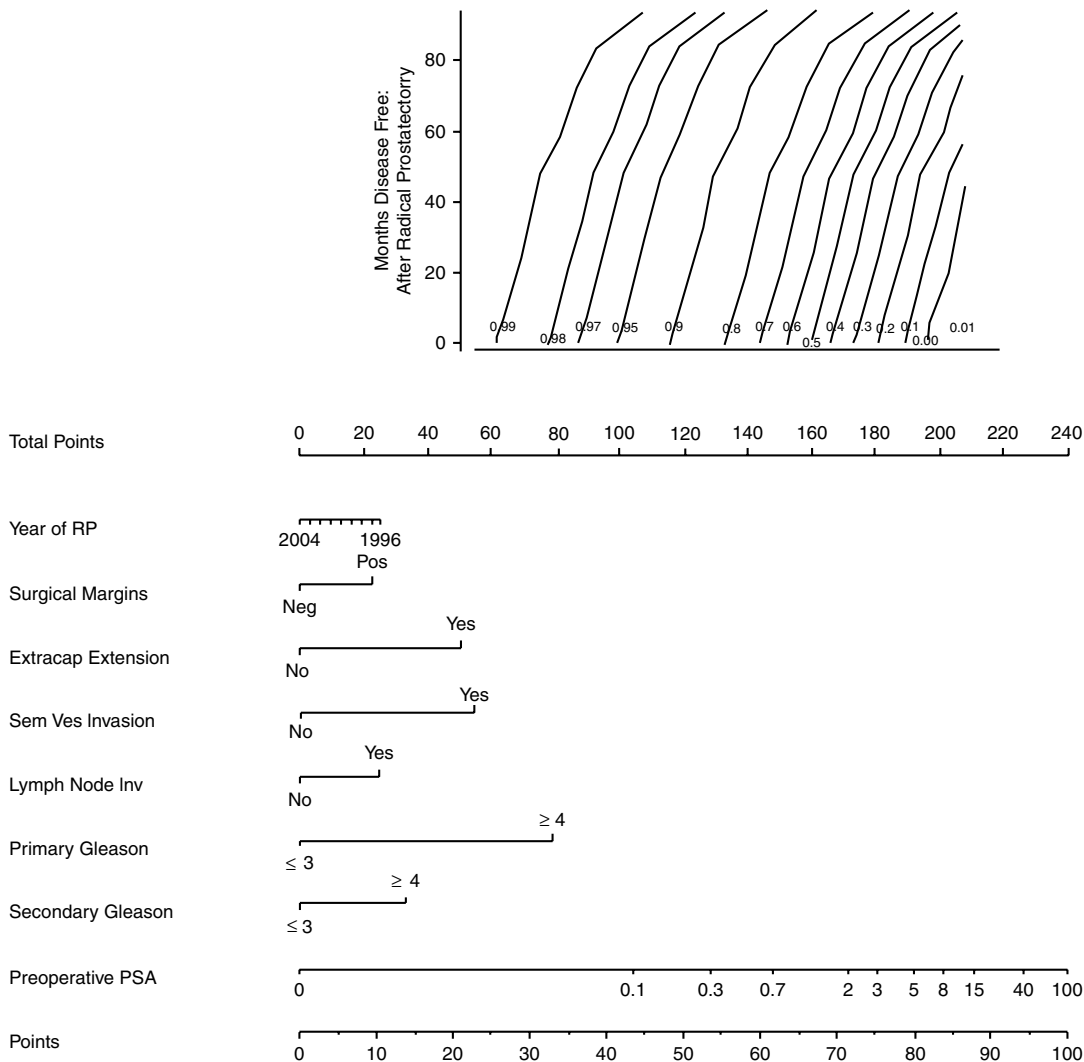 Months Disease Free:
After Radical Prostatectorry
80
60
40
20
0
0.99
0.98
0.97
0.95
0.9
0.8
0.7
0.6
0.5
0.4
0.3
0.2
0.1
0.00
0.01
Total Points
0 20 40 60 80 100 120 140 160 180 200 220 240
Year of RP
2004 1996
Surgical Margins
Pos
Neg
Extracap Extension
Yes
No
Sem Ves Invasion
Yes
No
Lymph Node Inv
Yes
No
Primary Gleason
≥ 4
≤ 3
Secondary Gleason
≥ 4
≤ 3
Preoperative PSA
0 0.1 0.3 0.7 2 3 5 8 15 40 100
Points
0 10 20 30 40 50 60 70 80 90 100